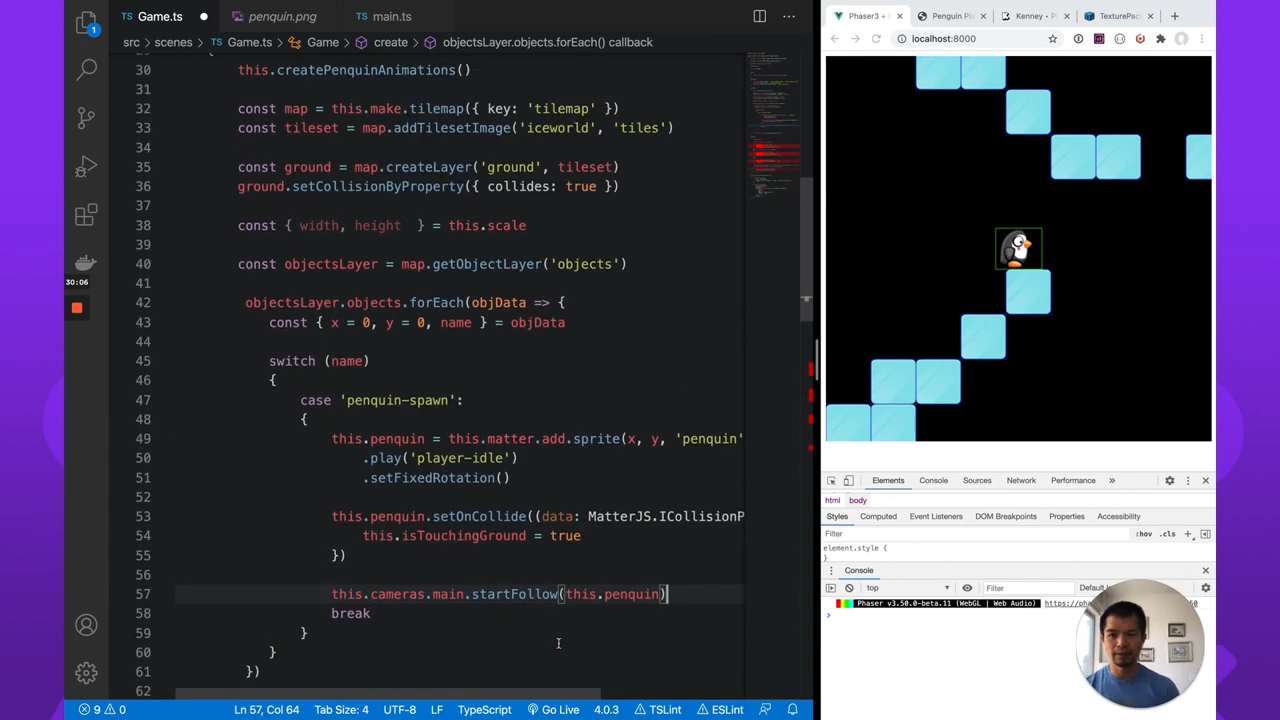 Game.ts
penquin.png
main.ts
src
scenes
Game.ts
Game
create
objectsLayer.objects.forEach() callback
1
30:06
30
this.createPenquinAnimations()
31
32
const map = this.make.tilemap({ key: 'tilemap' })
33
const tileset = map.addTilesetImage('iceworld', 'tiles')
34
35
const ground = map.createLayer('ground', tileset)
36
ground.setCollisionByProperty({ collides: true })
37
38
const { width, height } = this.scale
39
40
const objectsLayer = map.getObjectLayer('objects')
41
42
objectsLayer.objects.forEach(objData => {
43
const { x = 0, y = 0, name } = objData
44
45
switch (name)
46
{
47
case 'penquin-spawn':
48
{
49
this.penquin = this.matter.add.sprite(x, y, 'penquin'
50
.play('player-idle')
51
.setFixedRotation()
52
53
this.penquin.setOnCollide((data: MatterJS.ICollisionP
54
this.isTouchingGround = true
55
})
56
57
this.cameras.main.startFollow(this.penquin)
58
break
59
}
60
}
61
})
62
9 0
Ln 57, Col 64
Tab Size: 4
UTF-8
LF
TypeScript
Go Live
4.0.3
TSLint
ESLint
Phaser3 +
Penguin Pl
Kenney • P
TexturePac
localhost:8000
Elements
Console
Sources
Network
Performance
html
body
Styles
Computed
Event Listeners
DOM Breakpoints
Properties
Accessibility
Filter
:hov
.cls
element.style {
}
Console
top
Filter
Phaser v3.50.0-beta.11 (WebGL | Web Audio)